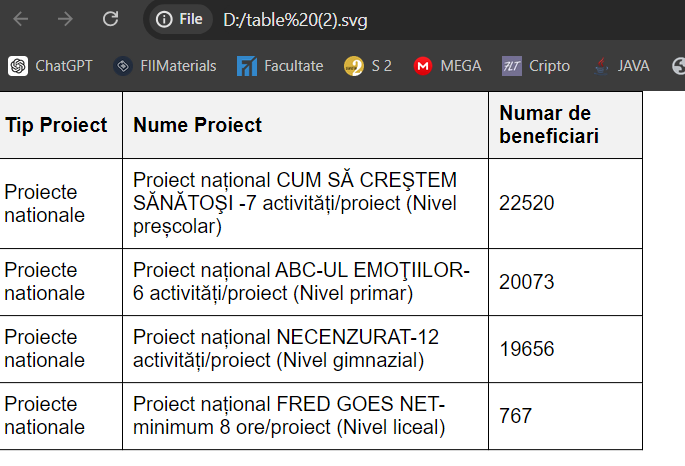 File D:/table%20(2).svg
ChatGPT FIIMaterials Facultate S 2 MEGA Cripto JAVA
Tip Proiect Nume Proiect Numar de
beneficiari
Proiecte
nationale
Proiect național CUM SĂ CREŞTEM
SĂNĂTOŞI -7 activități/proiect (Nivel
preșcolar)
22520
Proiecte
nationale
Proiect național ABC-UL EMOŢIILOR-
6 activități/proiect (Nivel primar)
20073
Proiecte
nationale
Proiect național NECENZURAT-12
activități/proiect (Nivel gimnazial)
19656
Proiecte
nationale
Proiect național FRED GOES NET-
minimum 8 ore/proiect (Nivel liceal)
767